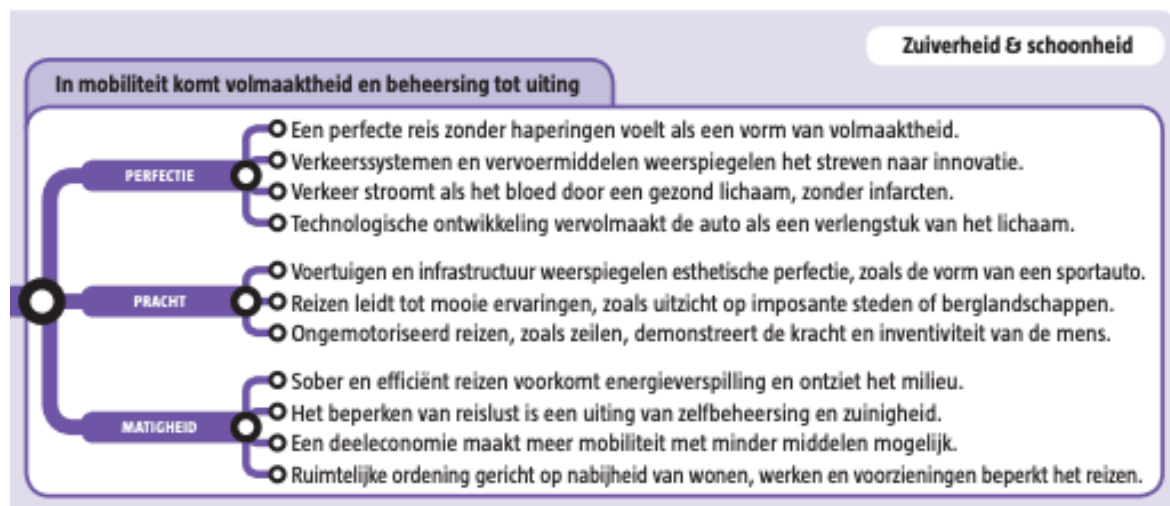 Zuiverheid & schoonheid
In mobiliteit komt volmaaktheid en beheersing tot uiting
PERFECTIE
Een perfecte reis zonder haperingen voelt als een vorm van volmaaktheid.
Verkeerssystemen en vervoermiddelen weerspiegelen het streven naar innovatie.
Verkeer stroomt als het bloed door een gezond lichaam, zonder infarcten.
Technologische ontwikkeling vervolmaakt de auto als een verlengstuk van het lichaam.
PRACHT
Voertuigen en infrastructuur weerspiegelen esthetische perfectie, zoals de vorm van een sportauto.
Reizen leidt tot mooie ervaringen, zoals uitzicht op imposante steden of berglandschappen.
Ongemotoriseerd reizen, zoals zeilen, demonstreert de kracht en inventiviteit van de mens.
MATIGHEID
Sober en efficiënt reizen voorkomt energieverspilling en ontziet het milieu.
Het beperken van reislust is een uiting van zelfbeheersing en zuinigheid.
Een deeleconomie maakt meer mobiliteit met minder middelen mogelijk.
Ruimtelijke ordening gericht op nabijheid van wonen, werken en voorzieningen beperkt het reizen.